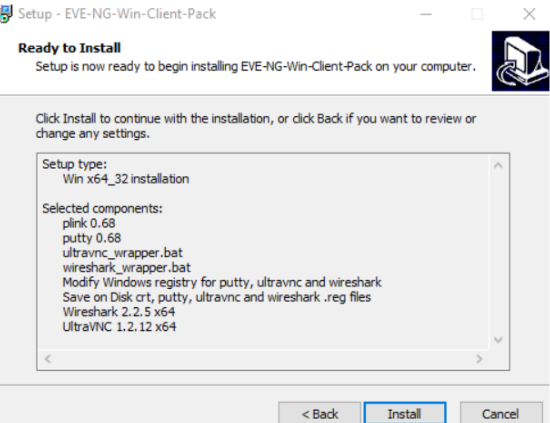 Setup - EVE-NG-Win-Client-Pack
Ready to Install
Setup is now ready to begin installing EVE-NG-Win-Client-Pack on your computer.
Click Install to continue with the installation, or click Back if you want to review or
change any settings.
Setup type:
Win x64_32 installation
Selected components:
plink 0.68
putty 0.68
ultravnc_wrapper.bat
wireshark_wrapper.bat
Modify Windows registry for putty, ultravnc and wireshark
Save on Disk crt, putty, ultravnc and wireshark .reg files
Wireshark 2.2.5 x64
UltraVNC 1.2.12 x64
< Back Install Cancel